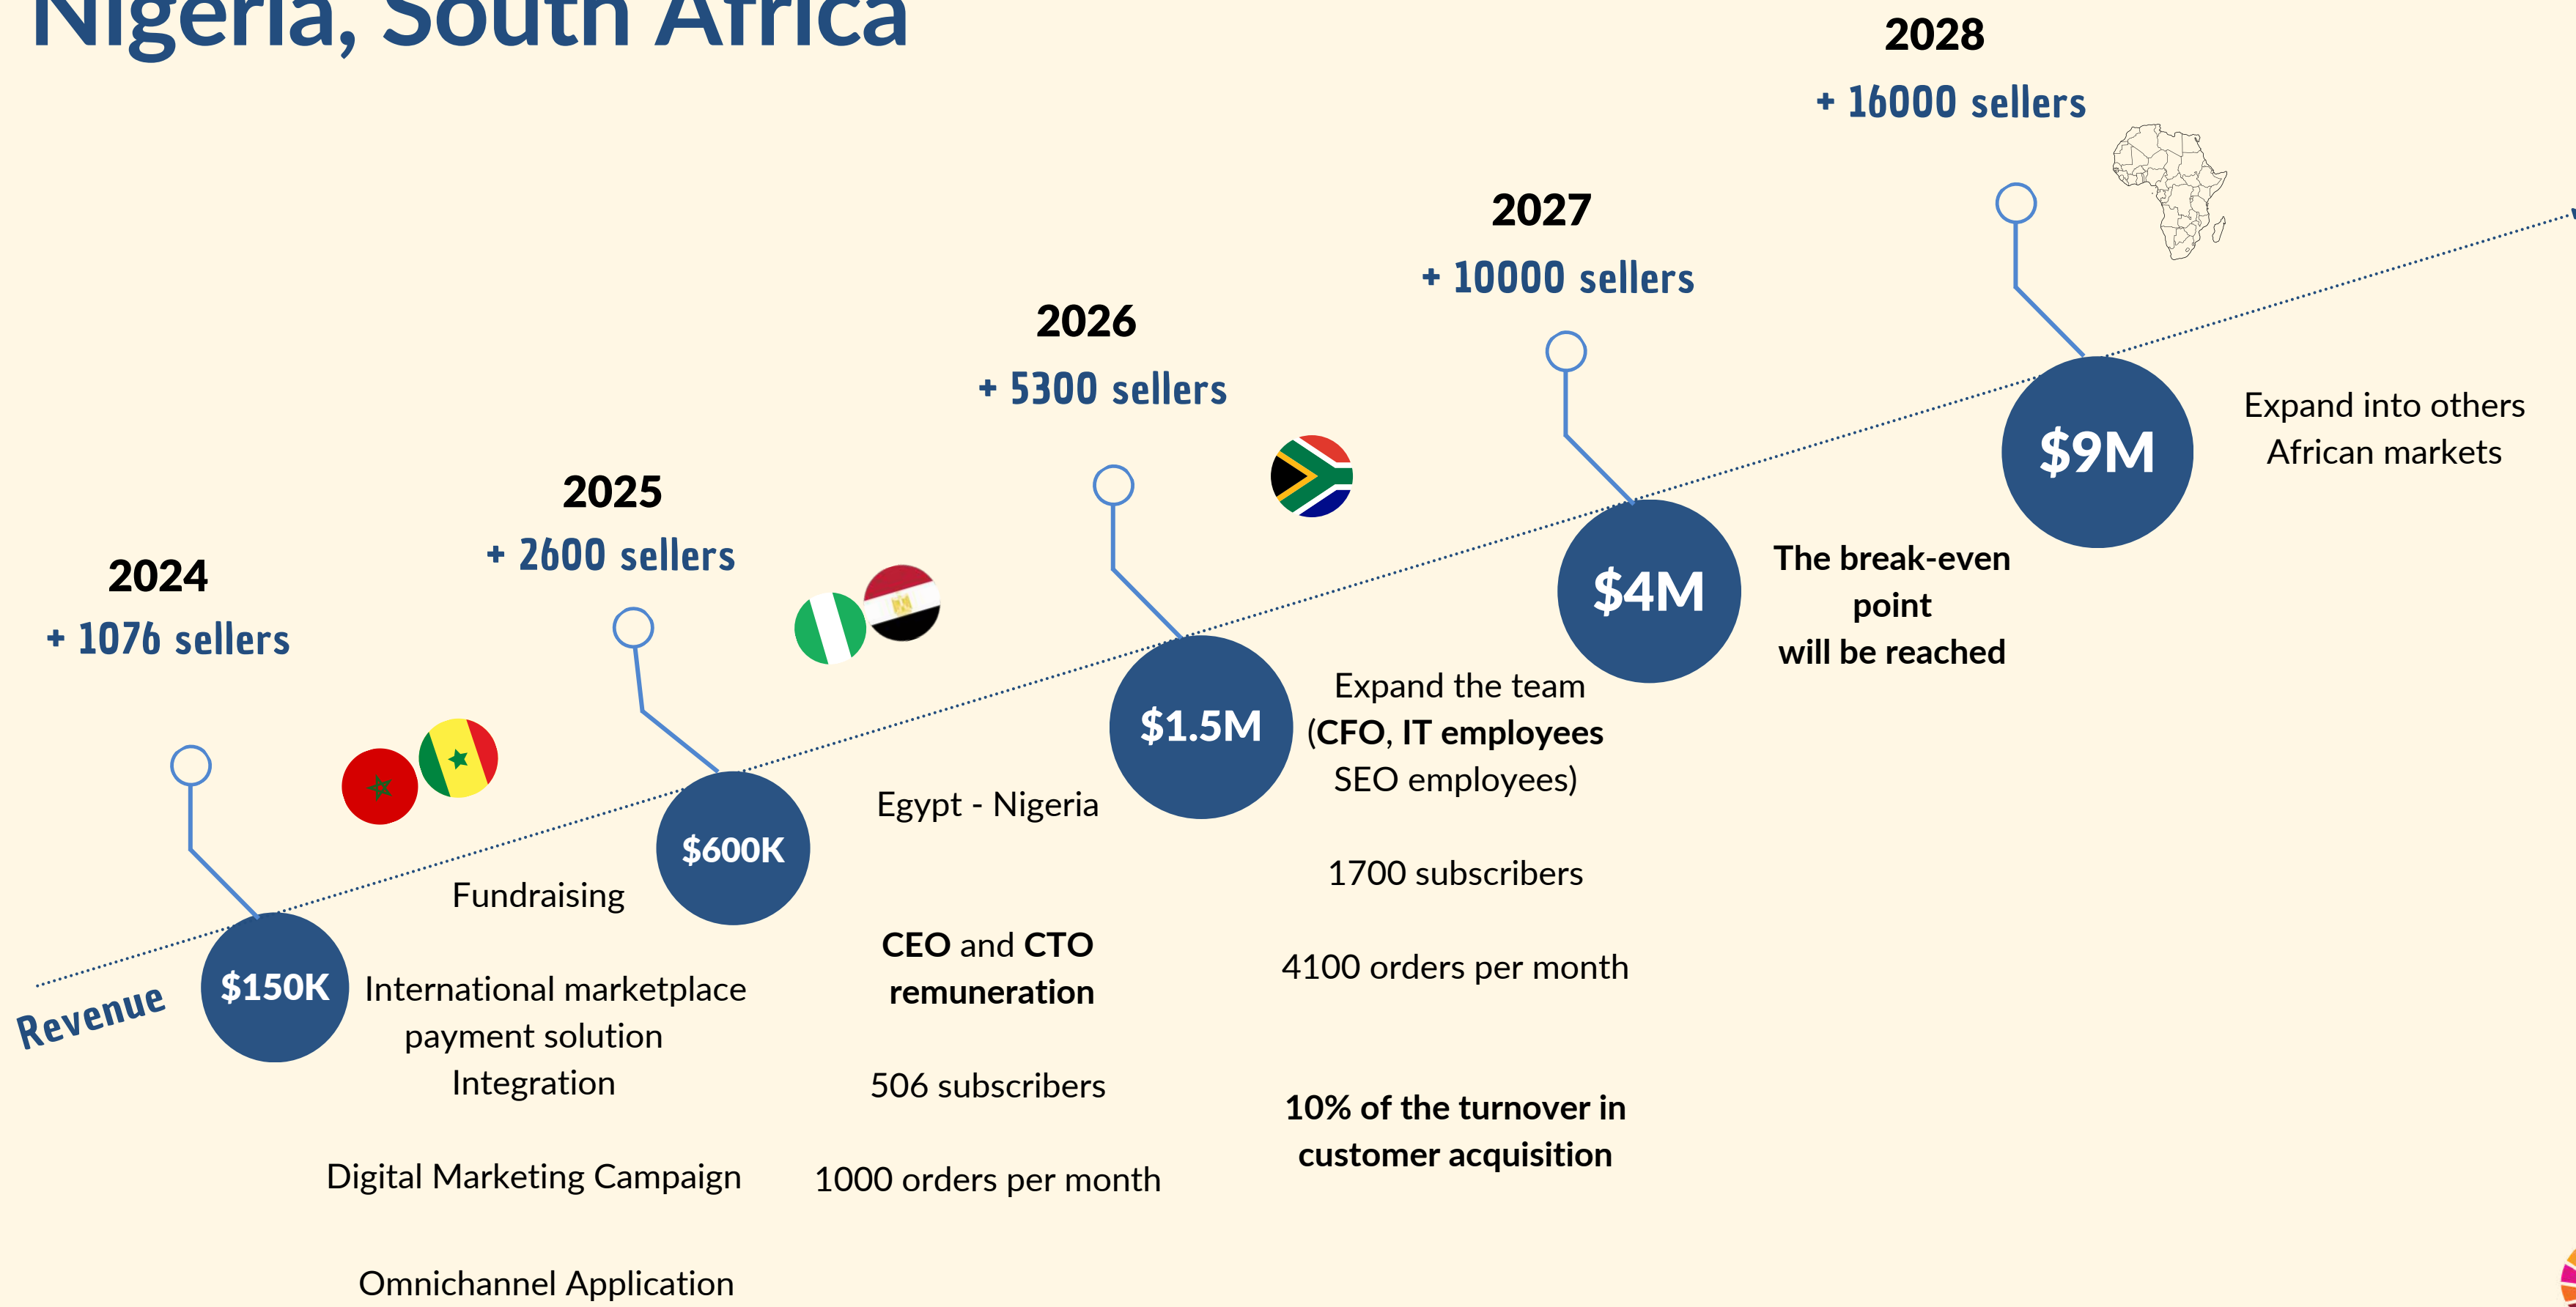 Nigeria, South Africa
2028
+ 16000 sellers
2027
+ 10000 sellers
2026
+ 5300 sellers
2025
+ 2600 sellers
2024
+ 1076 sellers
Revenue
$150K
$600K
$1.5M
$4M
$9M
Fundraising
International marketplace
payment solution
Integration
Digital Marketing Campaign
Omnichannel Application
Egypt - Nigeria
CEO and CTO
remuneration
506 subscribers
1000 orders per month
Expand the team
(CFO, IT employees
SEO employees)
1700 subscribers
4100 orders per month
10% of the turnover in
customer acquisition
The break-even
point
will be reached
Expand into others
African markets